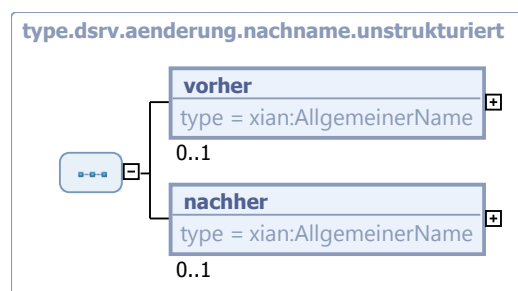 type.dsrv.aenderung.nachname.unstrukturiert
vorher
type = xian:AllgemeinerName
0..1
nachher
type = xian:AllgemeinerName
0..1